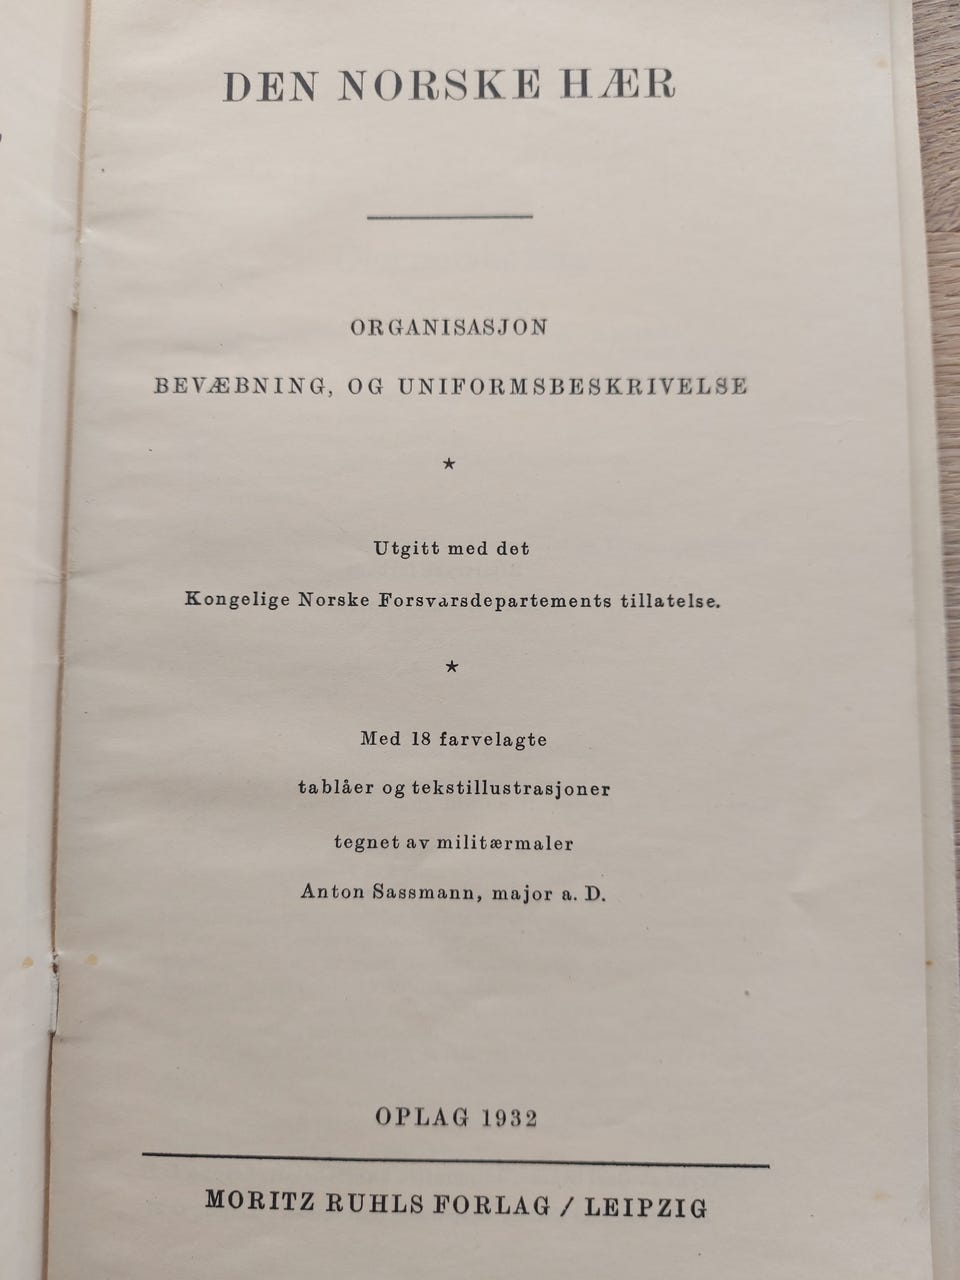 DEN NORSKE HÆR
ORGANISASJON
BEVÆBNING, OG UNIFORMSBESKRIVELSE
★
Utgitt med det
Kongelige Norske Forsvarsdepartements tillatelse.
★
Med 18 farvelagte
tablåer og tekstillustrasjoner
tegnet av militærmaler
Anton Sassmann, major a. D.
OPLAG 1932
MORITZ RUHLS FORLAG / LEIPZIG